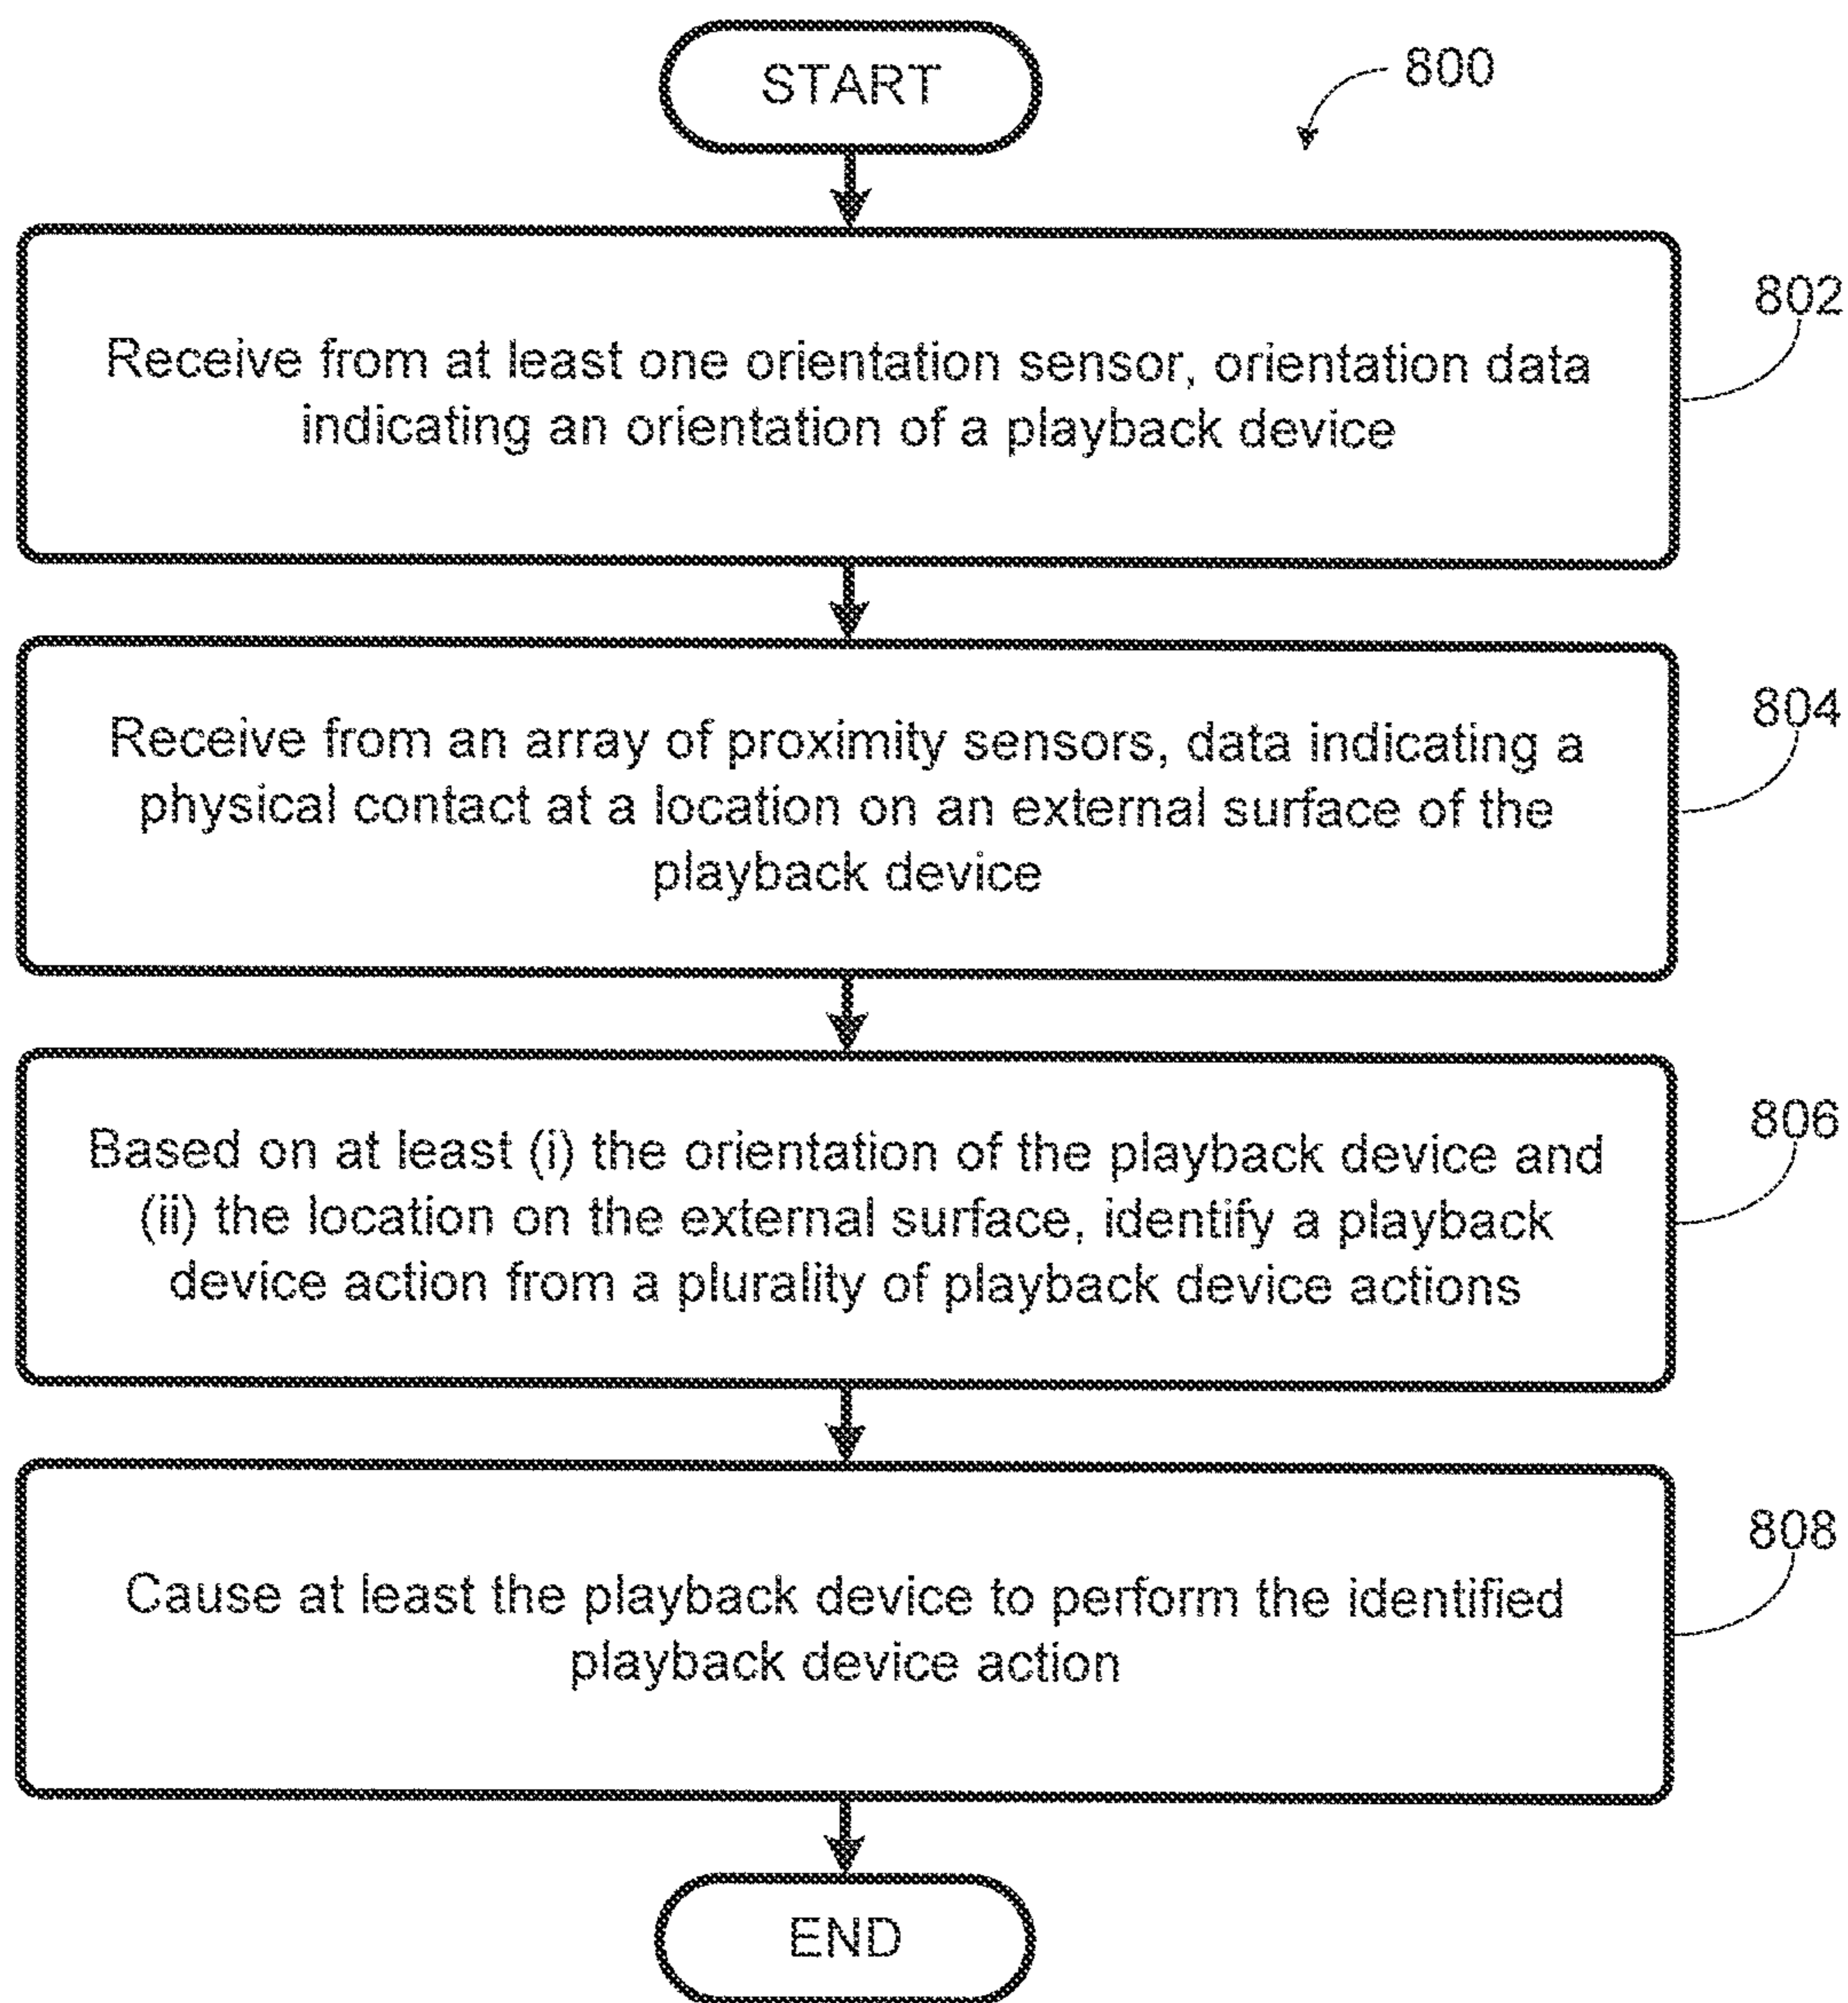 START
800
802
Receive from at least one orientation sensor, orientation data
indicating an orientation of a playback device
804
Receive from an array of proximity sensors, data indicating a
physical contact at a location on an external surface of the
playback device
806
Based on at least (i) the orientation of the playback device and
(ii) the location on the external surface, identify a playback
device action from a plurality of playback device actions
808
Cause at least the playback device to perform the identified
playback device action
END